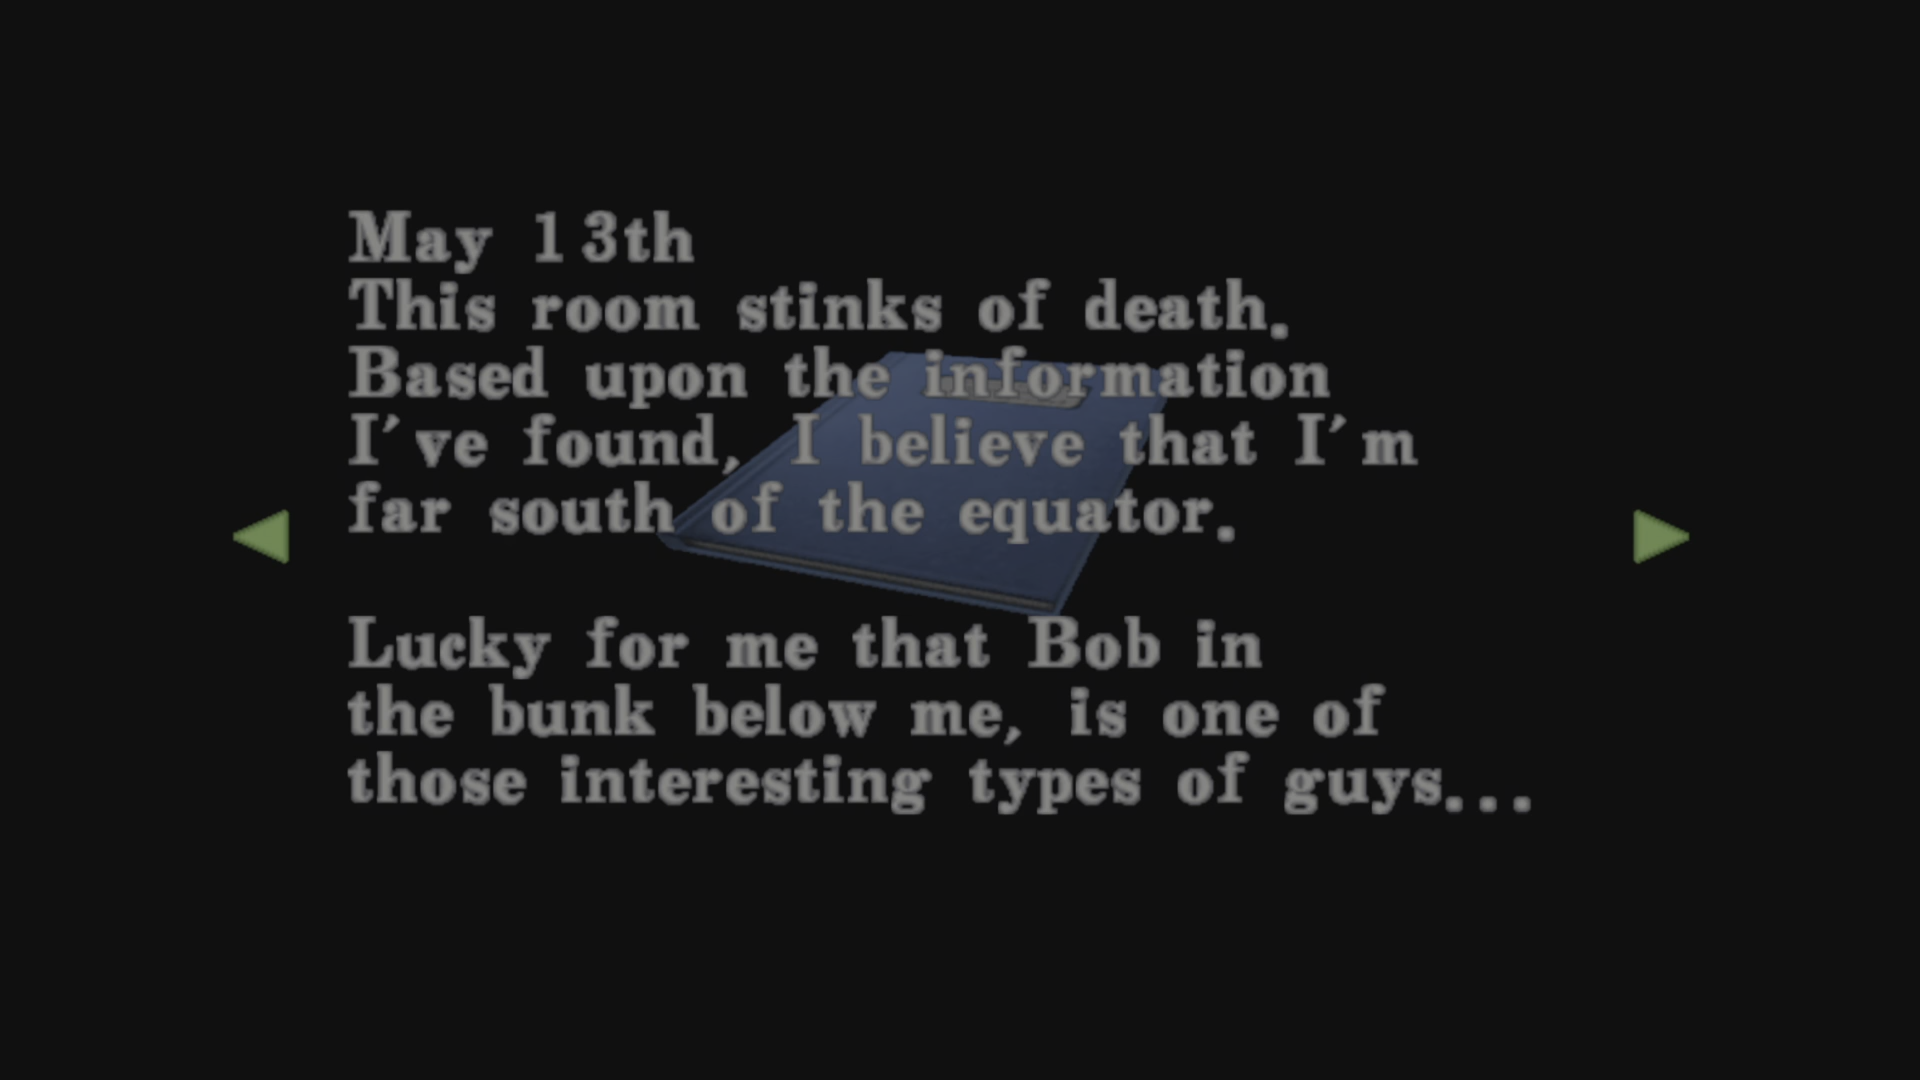 May 13th
This room stinks of death.
Based upon the information
I've found, I believe that I'm
far south of the equator.
Lucky for me that Bob in
the bunk below me, is one of
those interesting types of guys...